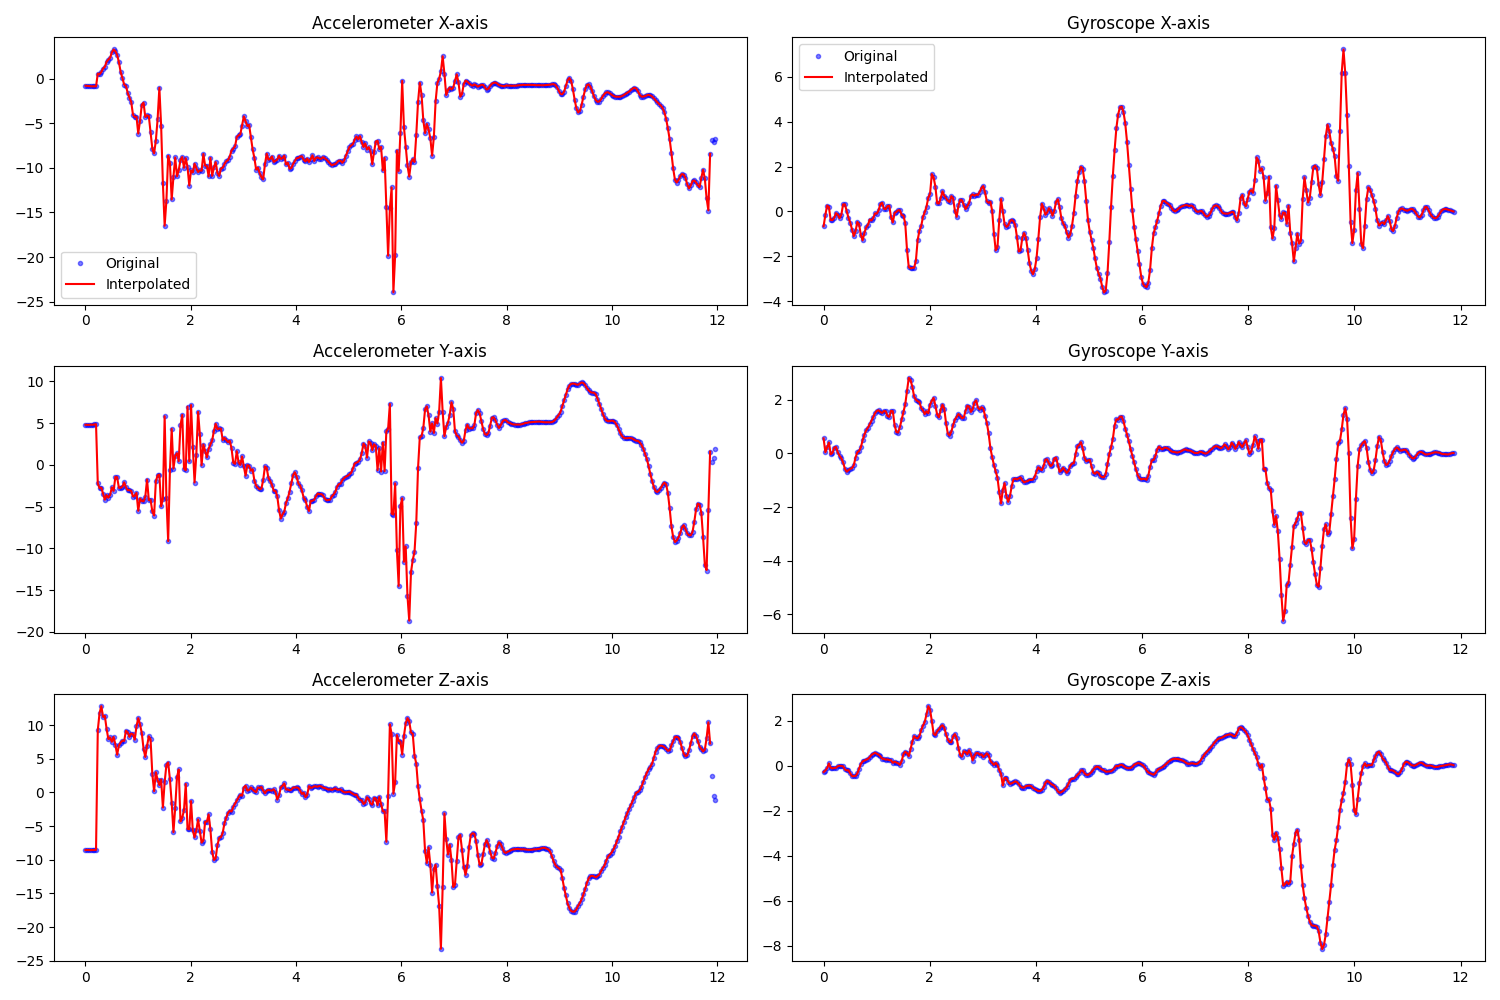 Accelerometer X-axis
0
−5
−10
−15
−20
−25
Original
Interpolated
0 2 4 6 8 10 12
Gyroscope X-axis
Original
Interpolated
6
4
2
0
−2
−4
0 2 4 6 8 10 12
Accelerometer Y-axis
10
5
0
−5
−10
−15
−20
0 2 4 6 8 10 12
Gyroscope Y-axis
2
0
−2
−4
−6
0 2 4 6 8 10 12
Accelerometer Z-axis
10
5
0
−5
−10
−15
−20
−25
0 2 4 6 8 10 12
Gyroscope Z-axis
2
0
−2
−4
−6
−8
0 2 4 6 8 10 12